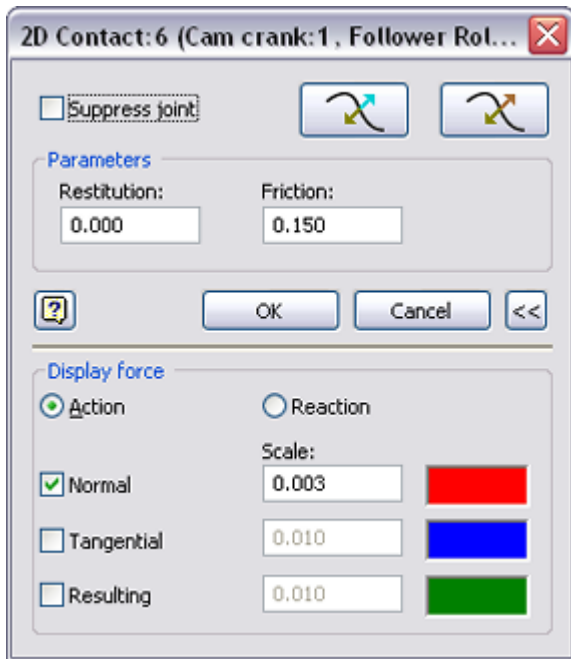 2D Contact:6 (Cam crank:1, Follower Rol...
Suppress joint
Parameters
Restitution: Friction:
0.000 0.150
OK Cancel <<
Display force
Action Reaction
Scale:
Normal 0.003
Tangential 0.010
Resulting 0.010